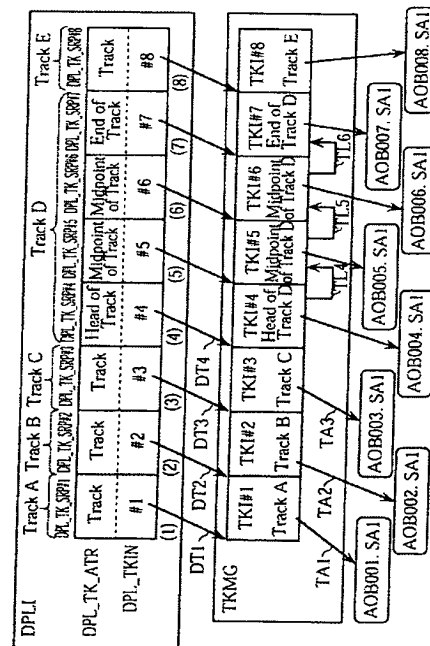 DPLI
Track A Track B Track C Track D Track E
DPL_TK_SRP#1 DPL_TK_SRP#2 DPL_TK_SRP#3 DPL_TK_SRP#4 DPL_TK_SRP#5 DPL_TK_SRP#6 DPL_TK_SRP#7 DPL_TK_SRP#8
DPL_TK_ATR
Track Track Track Head of Track Midpoint of Track Midpoint of Track End of Track Track
DPL_TKIN
#1 #2 #3 #4 #5 #6 #7 #8
(1) (2) (3) (4) (5) (6) (7) (8)
DT1 DT2 DT3 DT4
TKMG
TKI#1 TKI#2 TKI#3 TKI#4 TKI#5 TKI#6 TKI#7 TKI#8
Track A Track B Track C Head of Track D Midpoint of Track D Midpoint of Track D End of Track D Track E
TL4 TL5 TL6
TA1 TA2 TA3
AOB001. SA1 AOB003. SA1 AOB005. SA1 AOB007. SA1
AOB002. SA1 AOB004. SA1 AOB006. SA1 AOB008. SA1